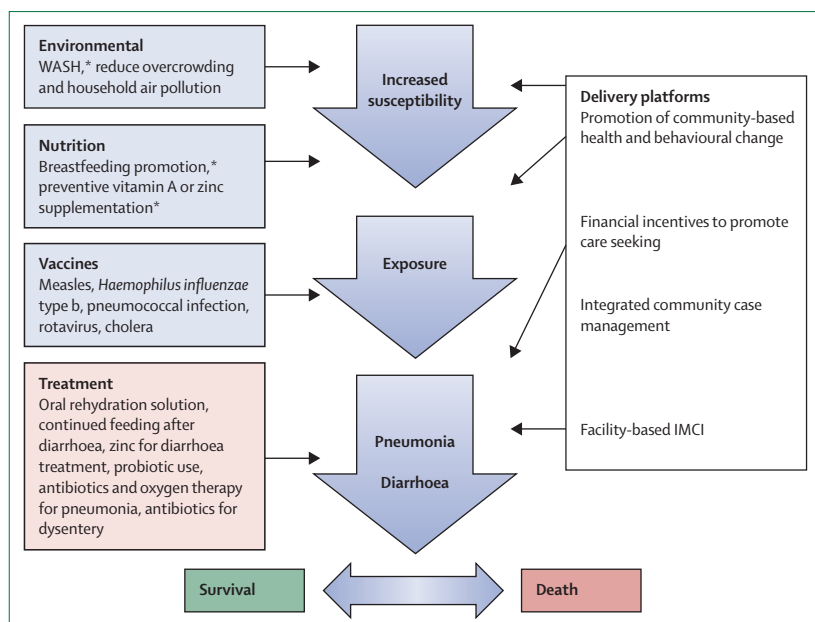 Environmental
WASH,* reduce overcrowding
and household air pollution
Nutrition
Breastfeeding promotion,*
preventive vitamin A or zinc
supplementation*
Vaccines
Measles, Haemophilus influenzae
type b, pneumococcal infection,
rotavirus, cholera
Treatment
Oral rehydration solution,
continued feeding after
diarrhoea, zinc for diarrhoea
treatment, probiotic use,
antibiotics and oxygen therapy
for pneumonia, antibiotics for
dysentery
Increased
susceptibility
Exposure
Pneumonia
Diarrhoea
Delivery platforms
Promotion of community-based
health and behavioural change
Financial incentives to promote
care seeking
Integrated community case
management
Facility-based IMCI
Survival
Death